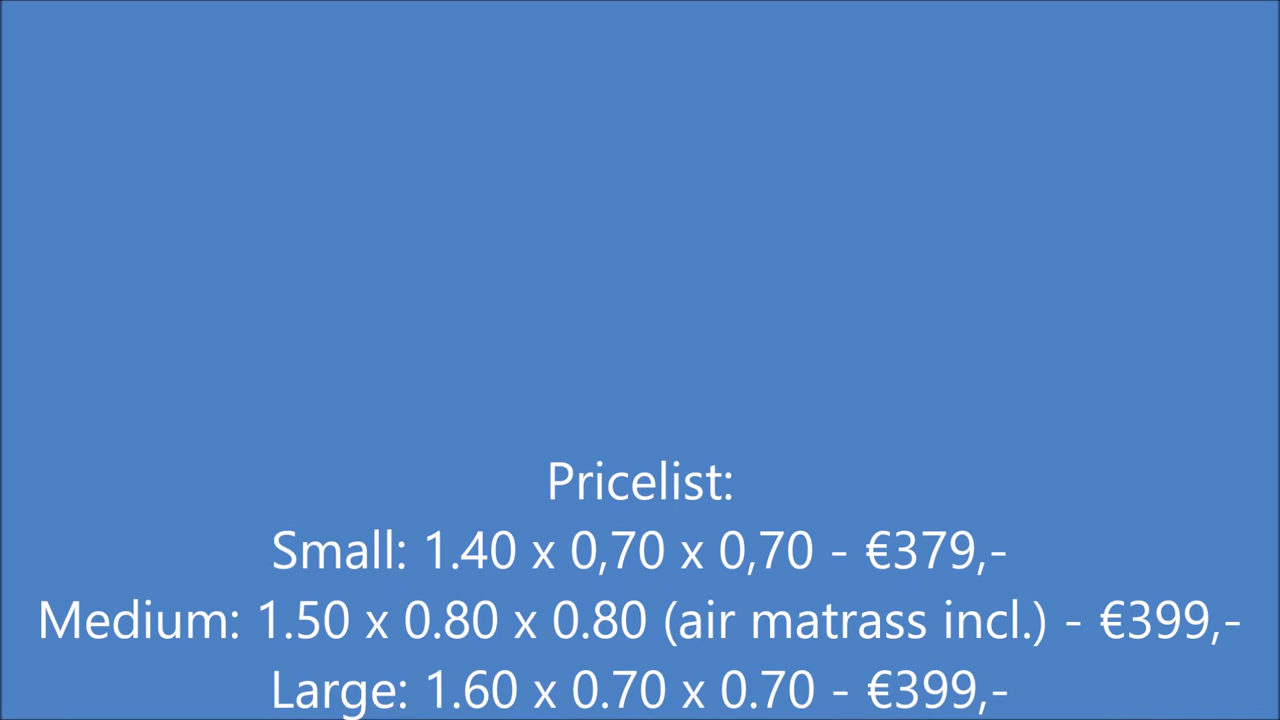 Pricelist:
Small: 1.40 x 0,70 x 0,70 - €379,-
Medium: 1.50 x 0.80 x 0.80 (air matrass incl.) - €399,-
Large: 1.60 x 0.70 x 0.70 - €399,-